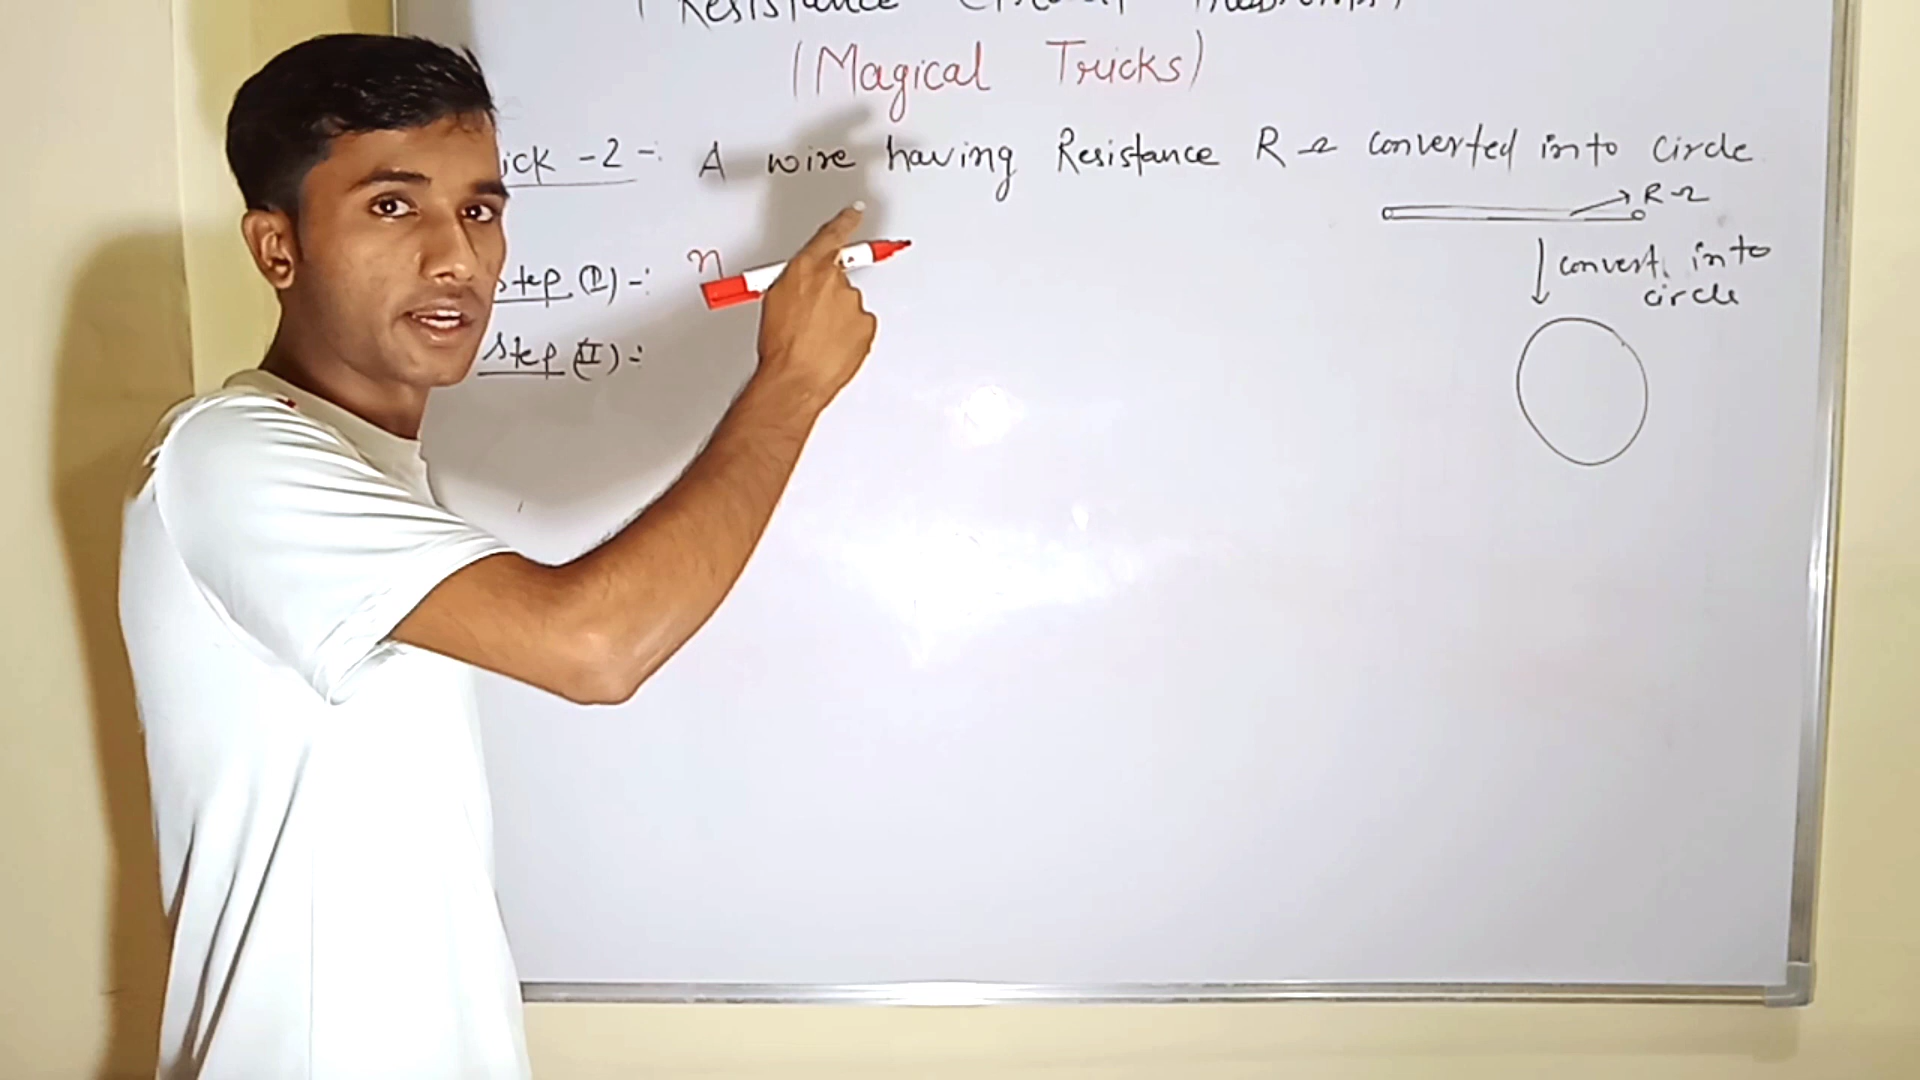 Resistance Circuit
(Magical Tricks)
ick -2 -: A wire having Resistance R Ω converted into circle
R Ω
convert into
circle
step (I) -: n
step (II) -: